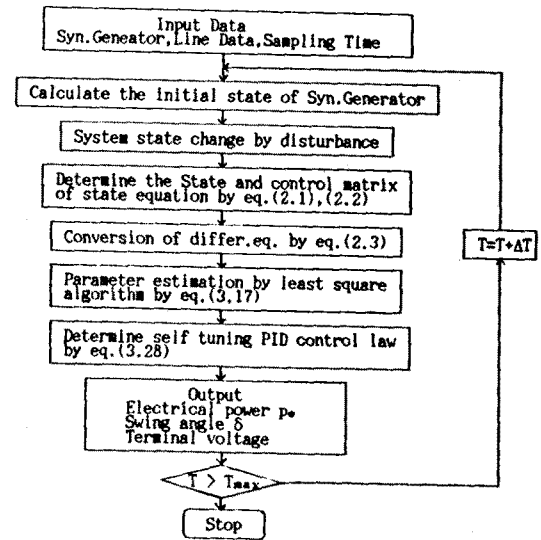 Input Data
Syn.Geneator,Line Data,Sampling Time
Calculate the initial state of Syn.Generator
System state change by disturbance
Determine the State and control matrix
of state equation by eq.(2.1),(2.2)
Conversion of differ.eq. by eq.(2.3)
T=T+ΔT
Parameter estimation by least square
algorithm by eq.(3.17)
Determine self tuning PID control law
by eq.(3.28)
Output
Electrical power pₑ
Swing angle δ
Terminal voltage
T > Tmax
Stop